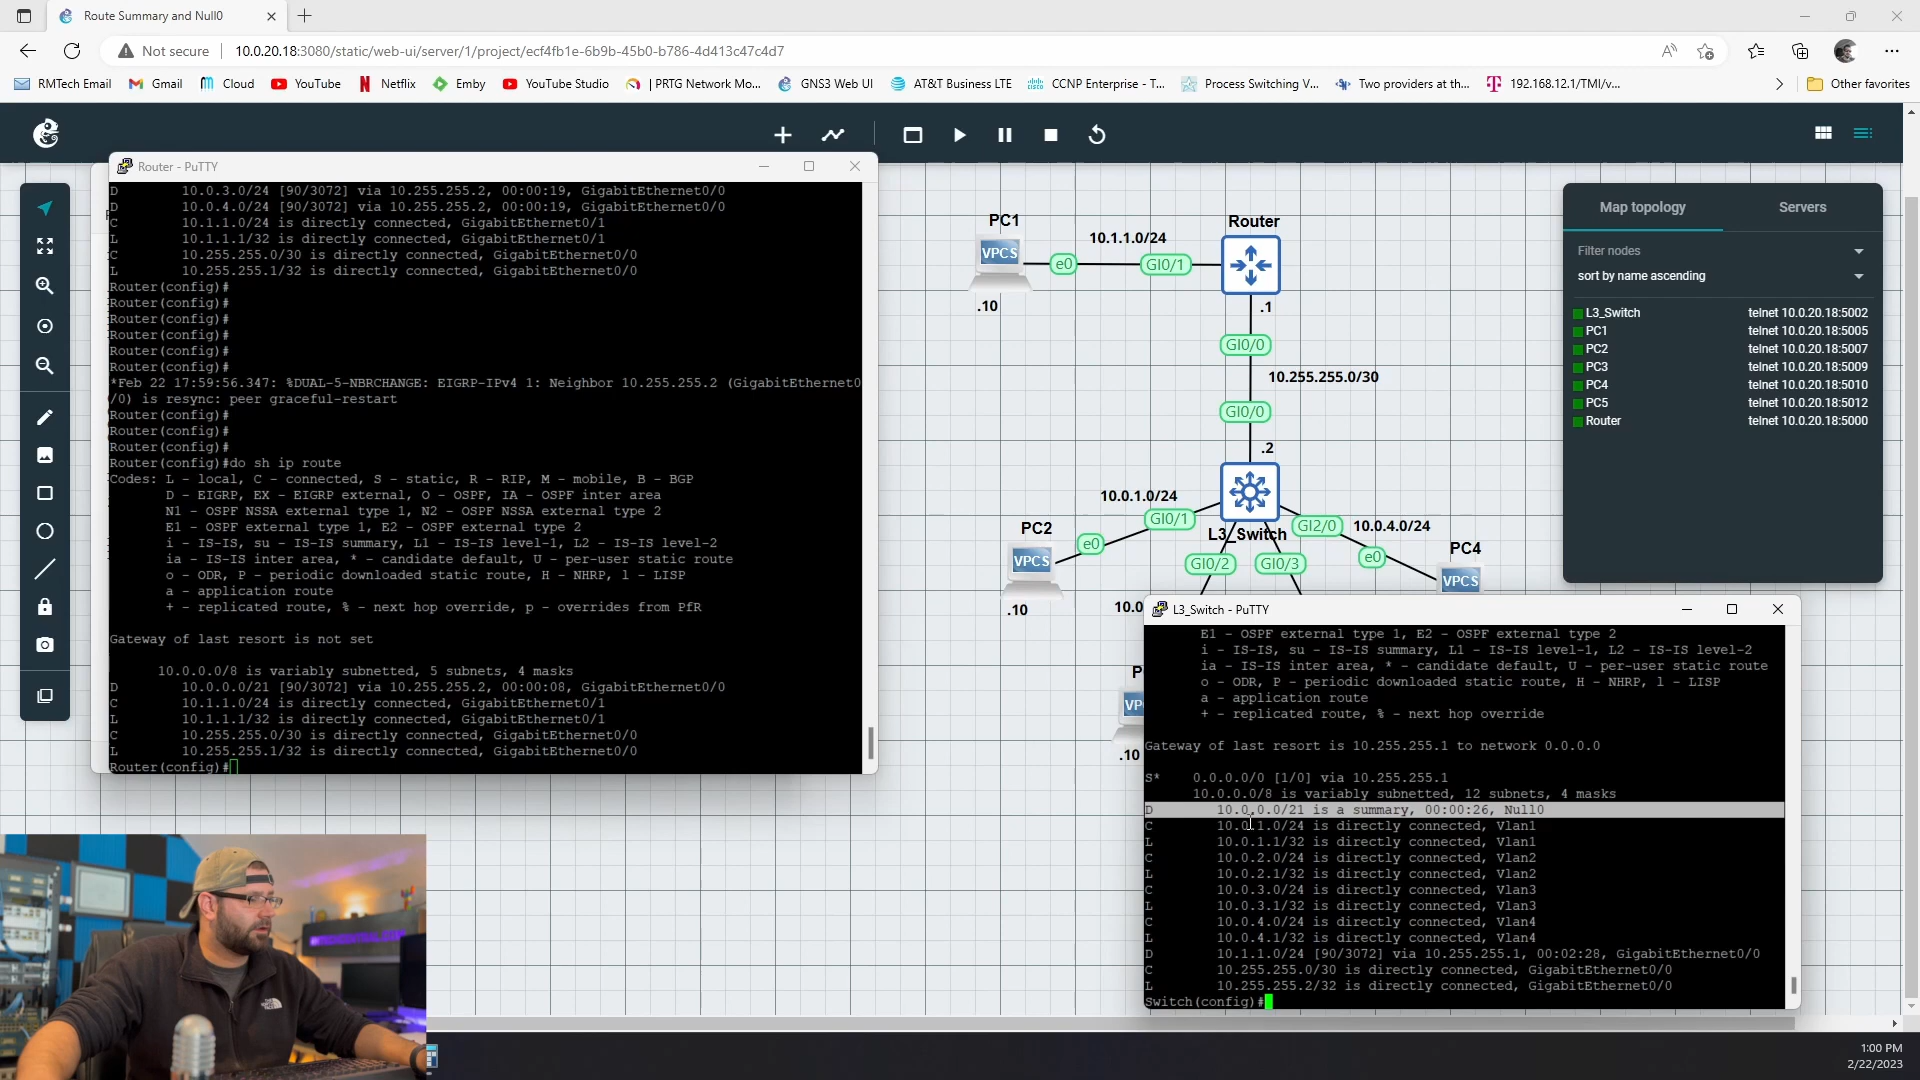 Route Summary and Null0
Not secure
10.0.20.18:3080/static/web-ui/server/1/project/ecf4fb1e-6b9b-45b0-b786-4d413c47c4d7
RMTech Email
Gmail
Cloud
YouTube
Netflix
Emby
YouTube Studio
| PRTG Network Mo...
GNS3 Web UI
AT&T Business LTE
CCNP Enterprise - T...
Process Switching V...
Two providers at th...
192.168.12.1/TMI/v...
Other favorites
Router - PuTTY
D 10.0.3.0/24 [90/3072] via 10.255.255.2, 00:00:19, GigabitEthernet0/0
D 10.0.4.0/24 [90/3072] via 10.255.255.2, 00:00:19, GigabitEthernet0/0
C 10.1.1.0/24 is directly connected, GigabitEthernet0/1
L 10.1.1.1/32 is directly connected, GigabitEthernet0/1
C 10.255.255.0/30 is directly connected, GigabitEthernet0/0
L 10.255.255.1/32 is directly connected, GigabitEthernet0/0
Router(config)#
Router(config)#
Router(config)#
Router(config)#
Router(config)#
Router(config)#
*Feb 22 17:59:56.347: %DUAL-5-NBRCHANGE: EIGRP-IPv4 1: Neighbor 10.255.255.2 (GigabitEthernet0
/0) is resync: peer graceful-restart
Router(config)#
Router(config)#
Router(config)#
Router(config)#do sh ip route
Codes: L - local, C - connected, S - static, R - RIP, M - mobile, B - BGP
D - EIGRP, EX - EIGRP external, O - OSPF, IA - OSPF inter area
N1 - OSPF NSSA external type 1, N2 - OSPF NSSA external type 2
E1 - OSPF external type 1, E2 - OSPF external type 2
i - IS-IS, su - IS-IS summary, L1 - IS-IS level-1, L2 - IS-IS level-2
ia - IS-IS inter area, * - candidate default, U - per-user static route
o - ODR, P - periodic downloaded static route, H - NHRP, l - LISP
a - application route
+ - replicated route, % - next hop override, p - overrides from PfR
Gateway of last resort is not set
10.0.0.0/8 is variably subnetted, 5 subnets, 4 masks
D 10.0.0.0/21 [90/3072] via 10.255.255.2, 00:00:08, GigabitEthernet0/0
C 10.1.1.0/24 is directly connected, GigabitEthernet0/1
L 10.1.1.1/32 is directly connected, GigabitEthernet0/1
C 10.255.255.0/30 is directly connected, GigabitEthernet0/0
L 10.255.255.1/32 is directly connected, GigabitEthernet0/0
Router(config)#
PC1
10.1.1.0/24
Router
VPCS
e0
GI0/1
.10
.1
GI0/0
10.255.255.0/30
GI0/0
.2
10.0.1.0/24
GI0/1
L3_Switch
GI2/0
10.0.4.0/24
PC2
VPCS
e0
.10
GI0/2
GI0/3
e0
PC4
VPCS
10.0
P
VP
.10
Map topology
Servers
Filter nodes
sort by name ascending
L3_Switch telnet 10.0.20.18:5002
PC1 telnet 10.0.20.18:5005
PC2 telnet 10.0.20.18:5007
PC3 telnet 10.0.20.18:5009
PC4 telnet 10.0.20.18:5010
PC5 telnet 10.0.20.18:5012
Router telnet 10.0.20.18:5000
L3_Switch - PuTTY
E1 - OSPF external type 1, E2 - OSPF external type 2
i - IS-IS, su - IS-IS summary, L1 - IS-IS level-1, L2 - IS-IS level-2
ia - IS-IS inter area, * - candidate default, U - per-user static route
o - ODR, P - periodic downloaded static route, H - NHRP, l - LISP
a - application route
+ - replicated route, % - next hop override
Gateway of last resort is 10.255.255.1 to network 0.0.0.0
S* 0.0.0.0/0 [1/0] via 10.255.255.1
10.0.0.0/8 is variably subnetted, 12 subnets, 4 masks
D 10.0.0.0/21 is a summary, 00:00:26, Null0
C 10.0.1.0/24 is directly connected, Vlan1
L 10.0.1.1/32 is directly connected, Vlan1
C 10.0.2.0/24 is directly connected, Vlan2
L 10.0.2.1/32 is directly connected, Vlan2
C 10.0.3.0/24 is directly connected, Vlan3
L 10.0.3.1/32 is directly connected, Vlan3
C 10.0.4.0/24 is directly connected, Vlan4
L 10.0.4.1/32 is directly connected, Vlan4
D 10.1.1.0/24 [90/3072] via 10.255.255.1, 00:02:28, GigabitEthernet0/0
C 10.255.255.0/30 is directly connected, GigabitEthernet0/0
L 10.255.255.2/32 is directly connected, GigabitEthernet0/0
Switch(config)#
1:00 PM
2/22/2023